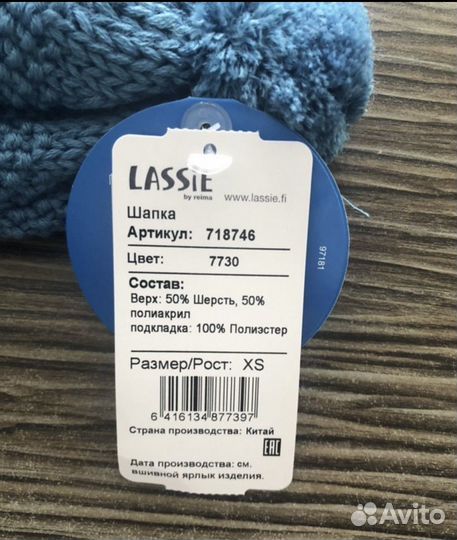 LASSIE
by reima
www.lassie.fi
Шапка
Артикул: 718746
Цвет: 7730
Состав:
Верх: 50% Шерсть, 50%
полиакрил
подкладка: 100% Полиэстер
Размер/Рост: XS
6 416134 877397
Страна производства: Китай
EAC
Дата производства: см.
вшивной ярлык изделия.
97181
Avito